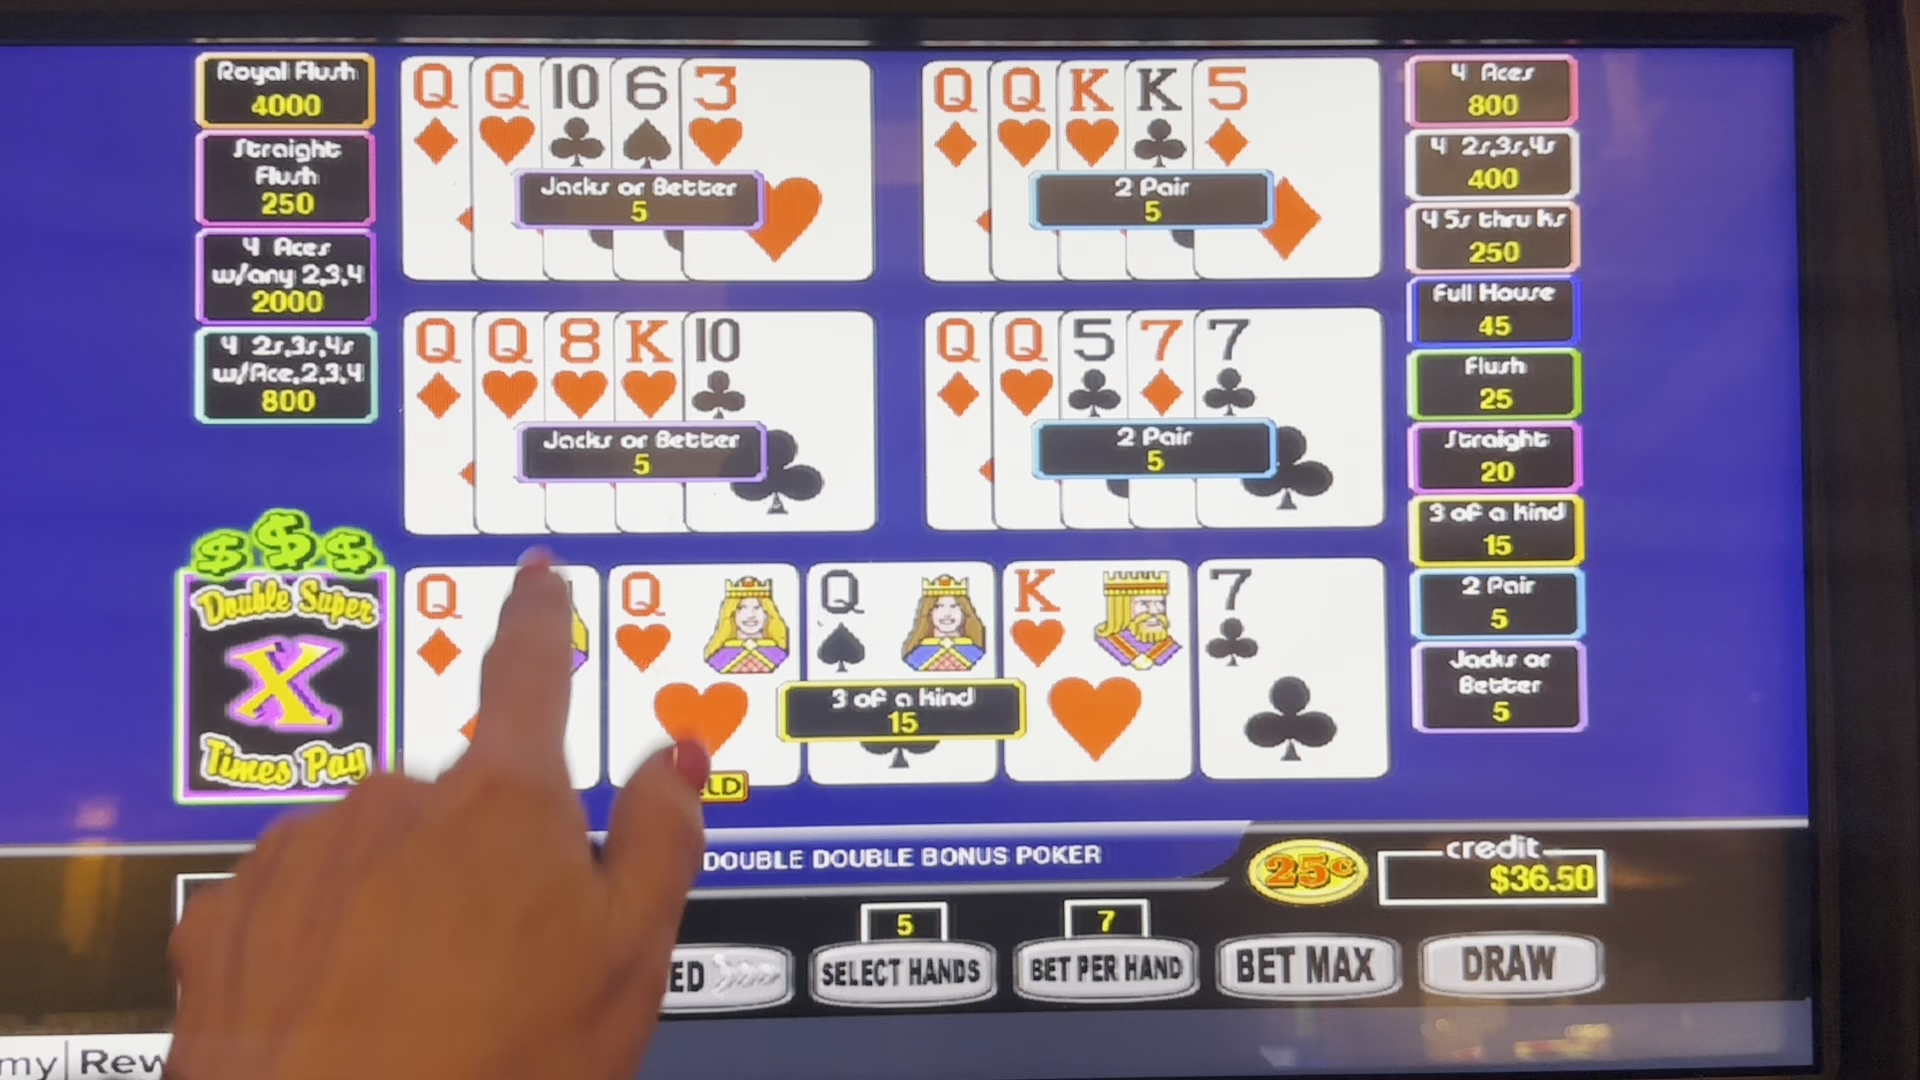 Royal Flush
4000
Straight
Flush
250
4 Aces
w/any 2,3,4
2000
4 2s,3s,4s
w/Ace,2,3,4
800
Q Q 10 6 3
Jacks or Better
5
Q Q K K 5
2 Pair
5
Q Q 8 K 10
Jacks or Better
5
Q Q 5 7 7
2 Pair
5
4 Aces
800
4 2s,3s,4s
400
4 5s thru Ks
250
Full House
45
Flush
25
Straight
20
3 of a Kind
15
2 Pair
5
Jacks or
Better
5
$ $ $
Double Super
X
Times Pay
Q Q Q K 7
3 of a Kind
15
LD
DOUBLE DOUBLE BONUS POKER
25¢
credit
$36.50
5
7
ED
SELECT HANDS
BET PER HAND
BET MAX
DRAW
my | Rew